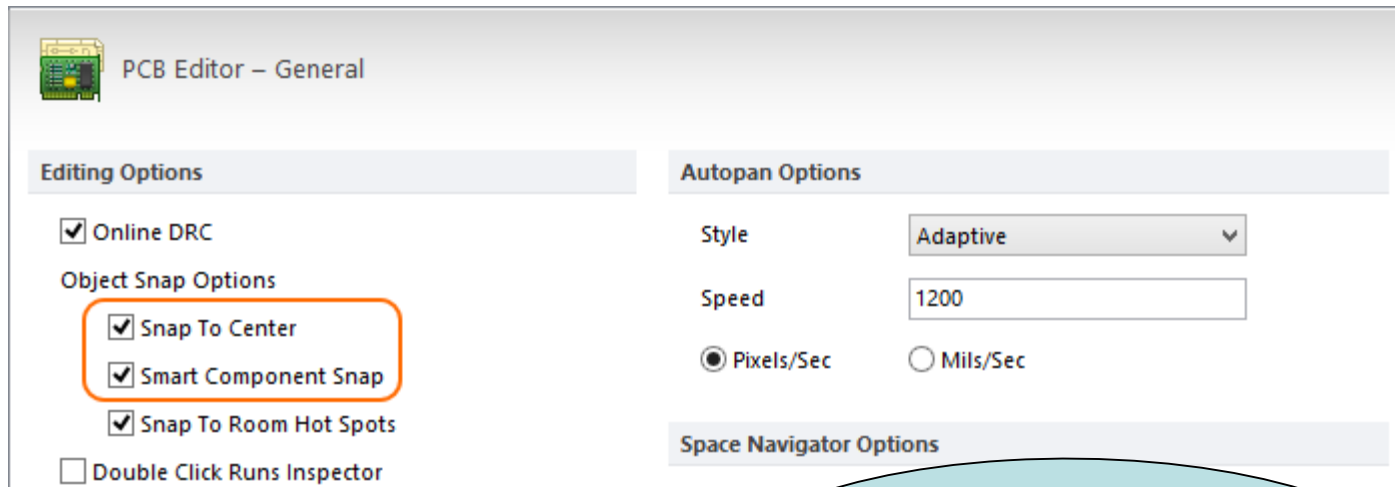 PCB Editor – General
Editing Options
Online DRC
Object Snap Options
Snap To Center
Smart Component Snap
Snap To Room Hot Spots
Double Click Runs Inspector
Autopan Options
Style Adaptive
Speed 1200
Pixels/Sec Mils/Sec
Space Navigator Options